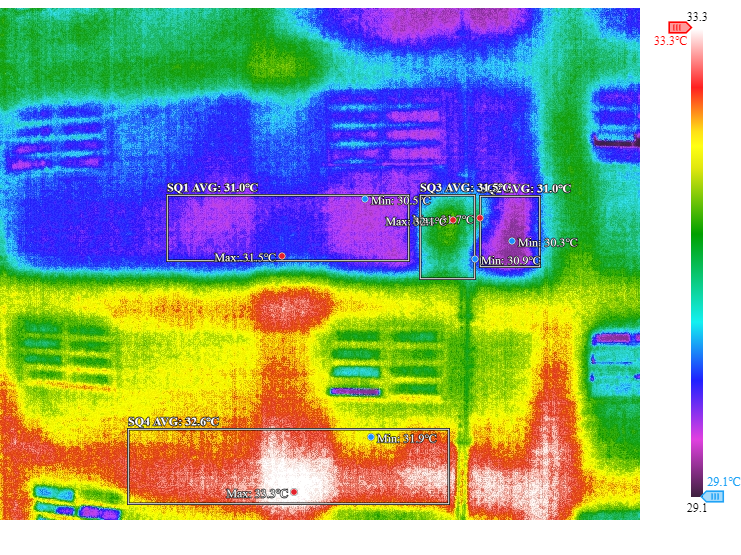 33.3
33.3°C
SQ1 AVG: 31.0°C
SQ3 AVG: 31.5°C
AVG: 31.0°C
Min: 30.5°C
Max: 31.5°C
Min: 30.3°C
Min: 30.9°C
SQ4 AVG: 32.6°C
Min: 31.9°C
Max: 33.3°C
29.1°C
29.1